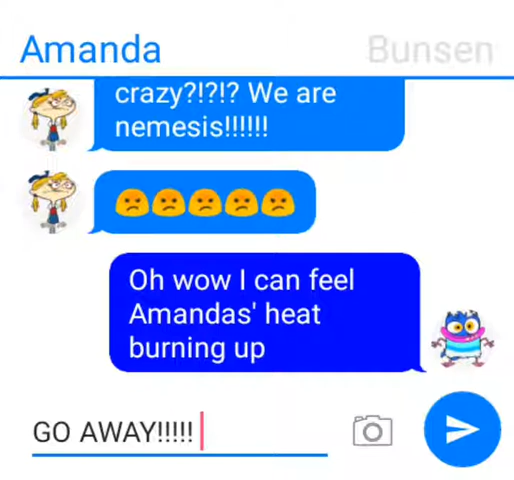 Amanda
Bunsen
crazy?!?!? We are
nemesis!!!!!!
Oh wow I can feel
Amandas' heat
burning up
GO AWAY!!!!!